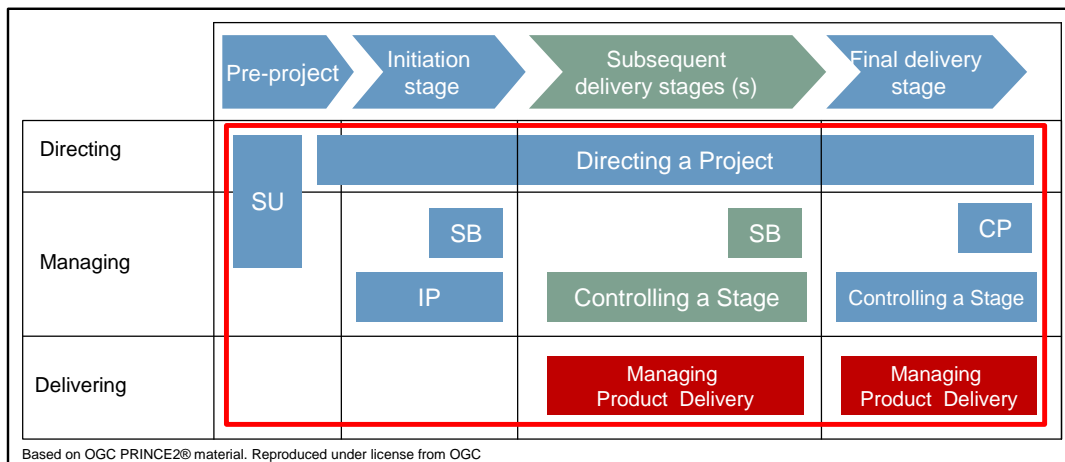 Pre-project
Initiation
stage
Subsequent
delivery stages (s)
Final delivery
stage
Directing
SU
Directing a Project
Managing
SB
SB
CP
IP
Controlling a Stage
Controlling a Stage
Delivering
Managing
Product Delivery
Managing
Product Delivery
Based on OGC PRINCE2® material. Reproduced under license from OGC